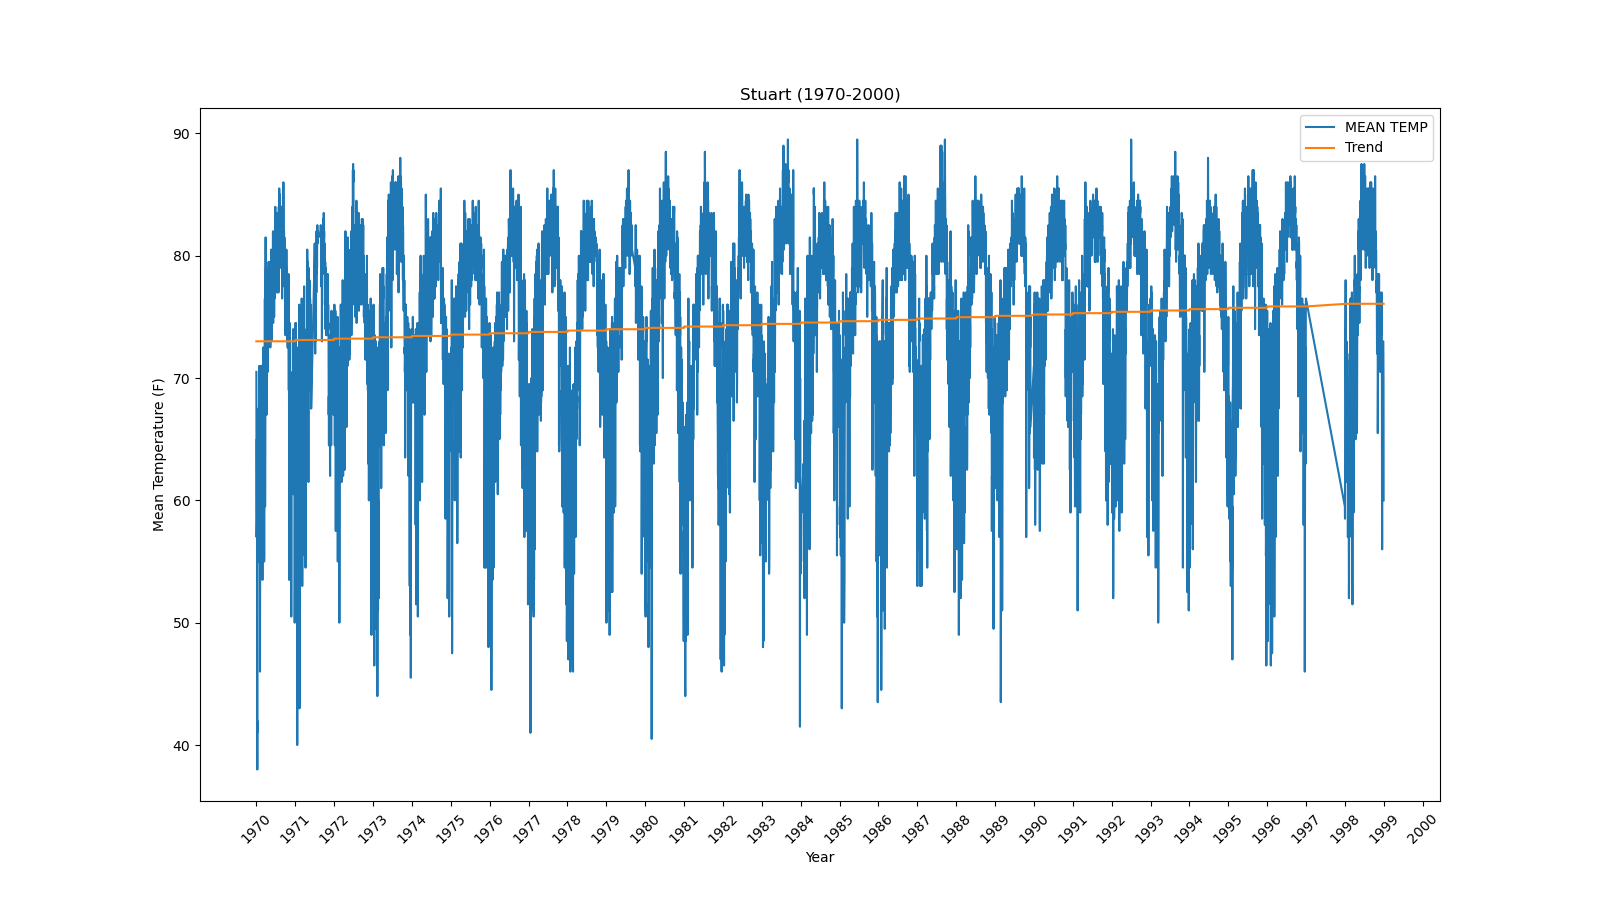 Stuart (1970-2000)
MEAN TEMP
Trend
90
80
70
60
50
40
Mean Temperature (F)
1970 1971 1972 1973 1974 1975 1976 1977 1978 1979 1980 1981 1982 1983 1984 1985 1986 1987 1988 1989 1990 1991 1992 1993 1994 1995 1996 1997 1998 1999 2000
Year